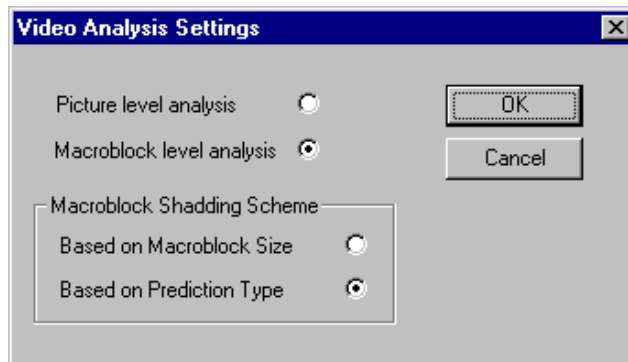 Video Analysis Settings
Picture level analysis
OK
Macroblock level analysis
Cancel
Macroblock Shadding Scheme
Based on Macroblock Size
Based on Prediction Type